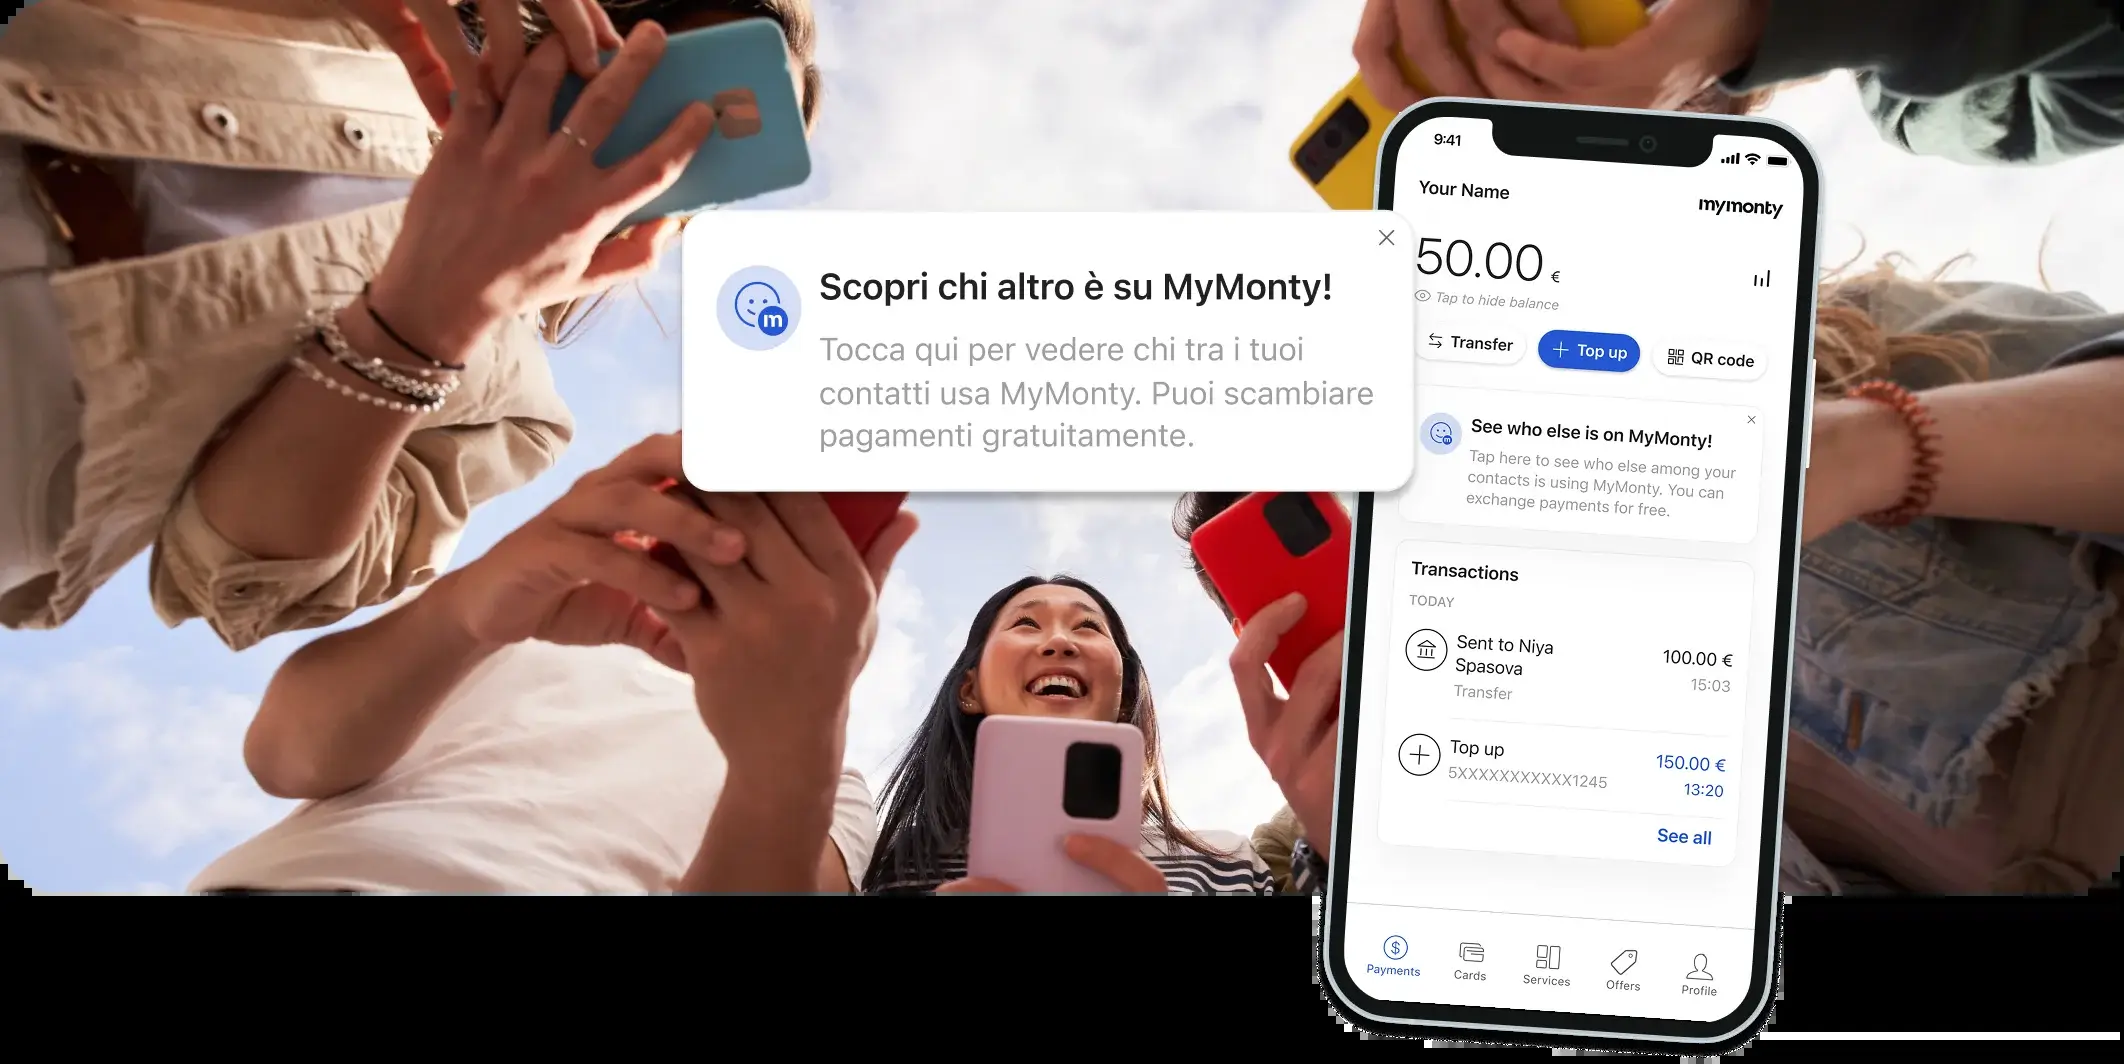 Scopri chi altro è su MyMonty!
Tocca qui per vedere chi tra i tuoi
contatti usa MyMonty. Puoi scambiare
pagamenti gratuitamente.
m
9:41
Your Name
mymonty
50.00 €
Tap to hide balance
Transfer
Top up
QR code
See who else is on MyMonty!
Tap here to see who else among your
contacts is using MyMonty. You can
exchange payments for free.
m
Transactions
TODAY
Sent to Niya
Spasova
100.00 €
Transfer
15:03
Top up
150.00 €
5XXXXXXXXXXX1245
13:20
See all
$
Payments
Cards
Services
Offers
Profile